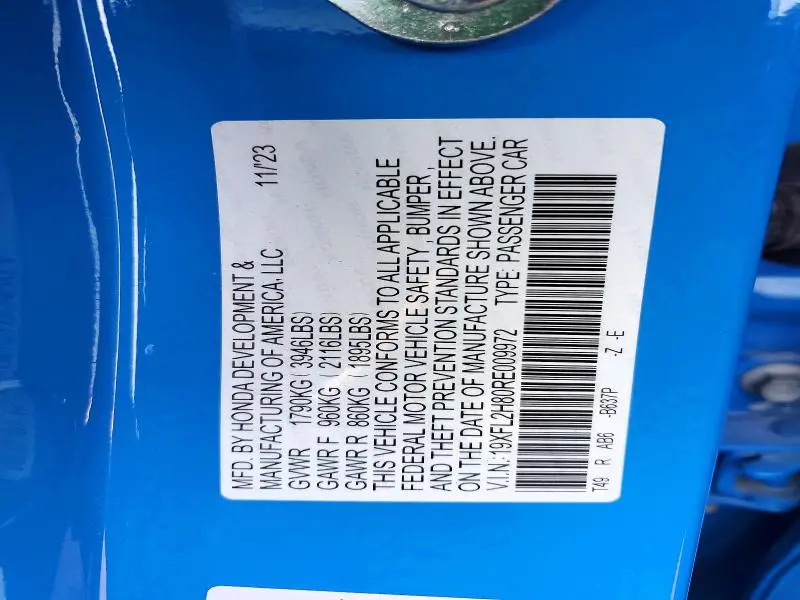 MFD. BY HONDA DEVELOPMENT &
MANUFACTURING OF AMERICA, LLC 11/'23
GVWR 1790KG ( 3946LBS)
GAWR F 960KG ( 2116LBS)
GAWR R 860KG ( 1895LBS)
THIS VEHICLE CONFORMS TO ALL APPLICABLE
FEDERAL MOTOR VEHICLE SAFETY , BUMPER ,
AND THEFT PREVENTION STANDARDS IN EFFECT
ON THE DATE OF MANUFACTURE SHOWN ABOVE.
V.I.N:19XFL2H80RE009972 TYPE: PASSENGER CAR
T49 R AB6 -B637P -Z -E